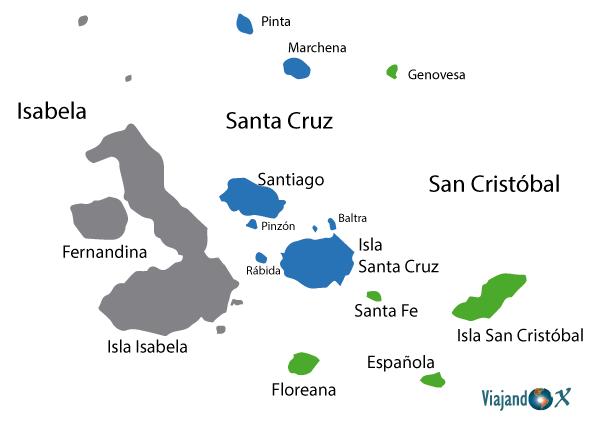 Pinta
Marchena
Genovesa
Isabela
Santa Cruz
Santiago
San Cristóbal
Pinzón
Baltra
Fernandina
Isla
Santa Cruz
Rábida
Santa Fe
Isla Isabela
Isla San Cristóbal
Española
Floreana
Viajando X